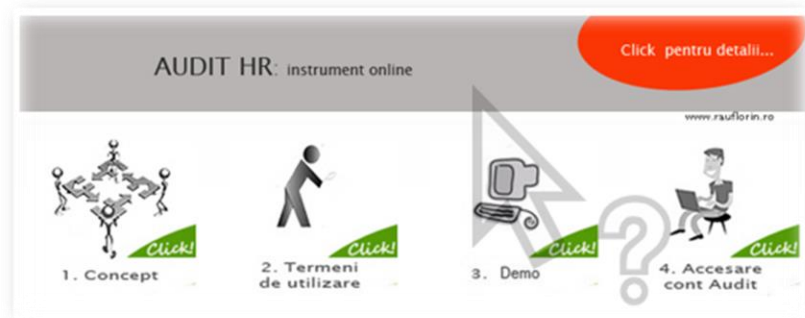 AUDIT HR: instrument online
Click pentru detalii...
www.rauflorin.ro
Click!
Click!
Click!
Click!
1. Concept
2. Termeni
de utilizare
3. Demo
4. Accesare
cont Audit
?